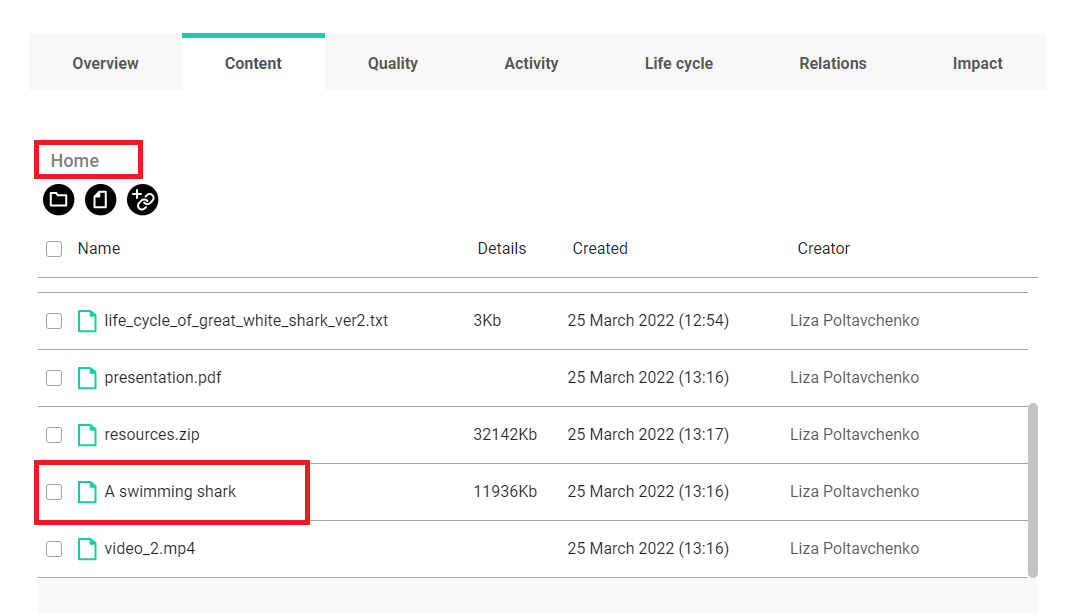 Overview Content Quality Activity Life cycle Relations Impact
Home
Name Details Created Creator
life_cycle_of_great_white_shark_ver2.txt 3Kb 25 March 2022 (12:54) Liza Poltavchenko
presentation.pdf 25 March 2022 (13:16) Liza Poltavchenko
resources.zip 32142Kb 25 March 2022 (13:17) Liza Poltavchenko
A swimming shark 11936Kb 25 March 2022 (13:16) Liza Poltavchenko
video_2.mp4 25 March 2022 (13:16) Liza Poltavchenko